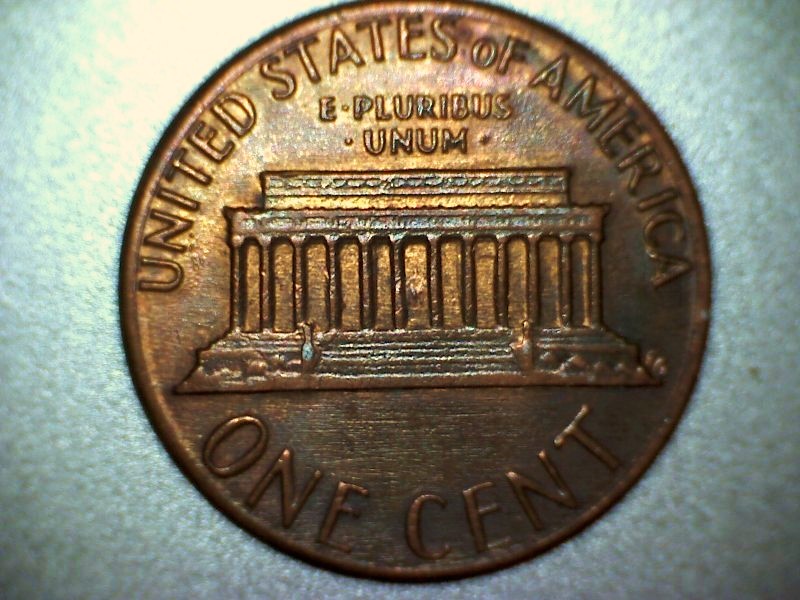 UNITED STATES oF AMERICA
E·PLURIBUS
·UNUM·
ONE CENT